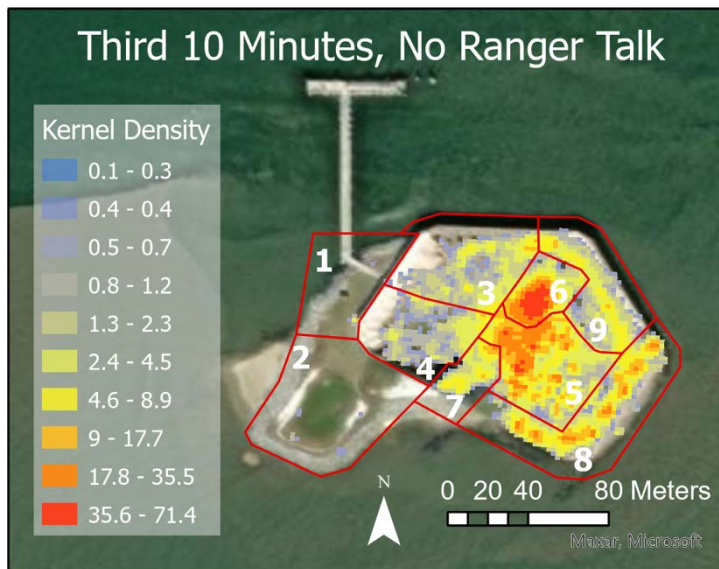 Third 10 Minutes, No Ranger Talk
Kernel Density
0.1 - 0.3
0.4 - 0.4
0.5 - 0.7
0.8 - 1.2
1.3 - 2.3
2.4 - 4.5
4.6 - 8.9
9 - 17.7
17.8 - 35.5
35.6 - 71.4
1
2
3
6
9
4
5
7
8
N
0 20 40 80 Meters
Maxar, Microsoft